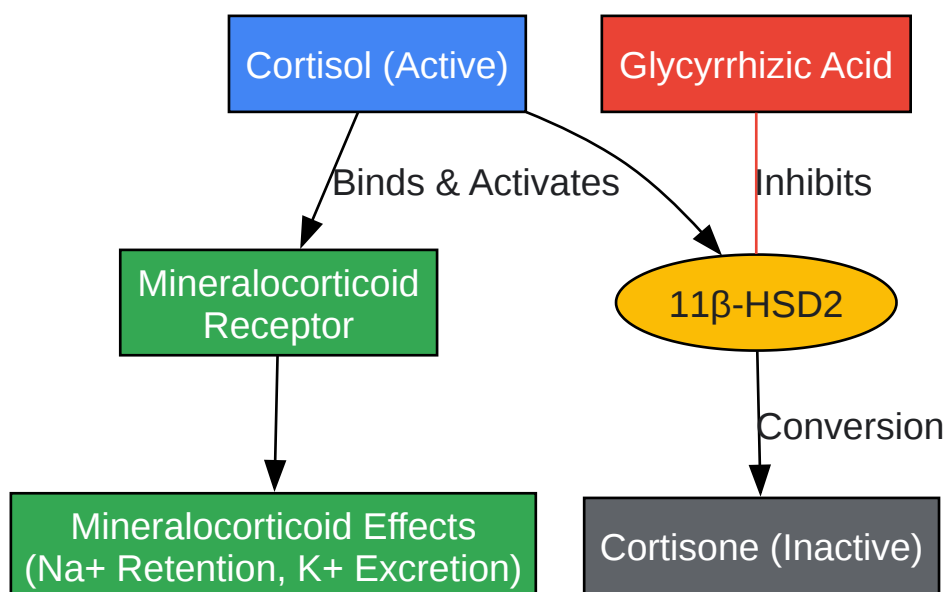 Cortisol (Active)
Glycyrrhizic Acid
Binds & Activates
Inhibits
Mineralocorticoid
Receptor
11β-HSD2
Conversion
Mineralocorticoid Effects
(Na+ Retention, K+ Excretion)
Cortisone (Inactive)